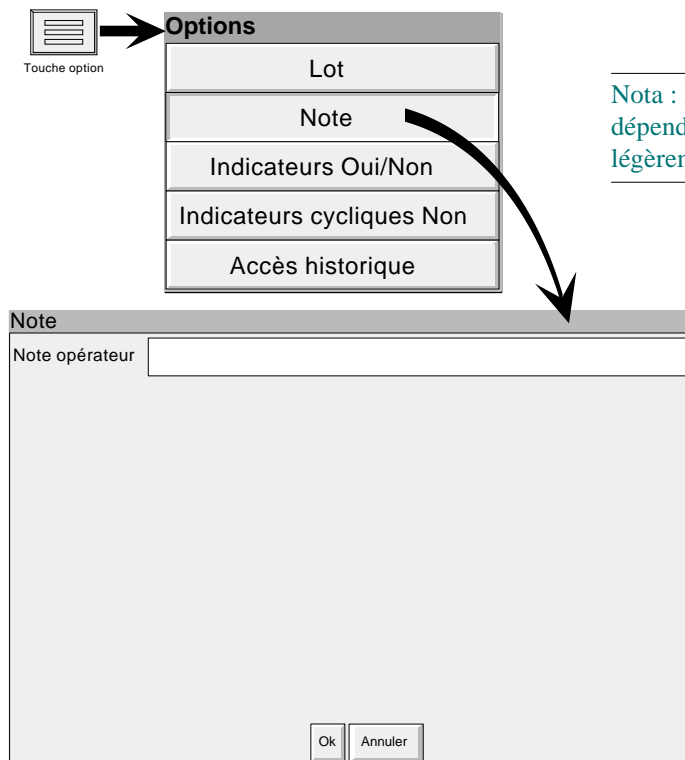 Options
Touche option
Lot
Note
Indicateurs Oui/Non
Indicateurs cycliques Non
Accès historique
Nota :
dépend
légèrem
Note
Note opérateur
Ok
Annuler